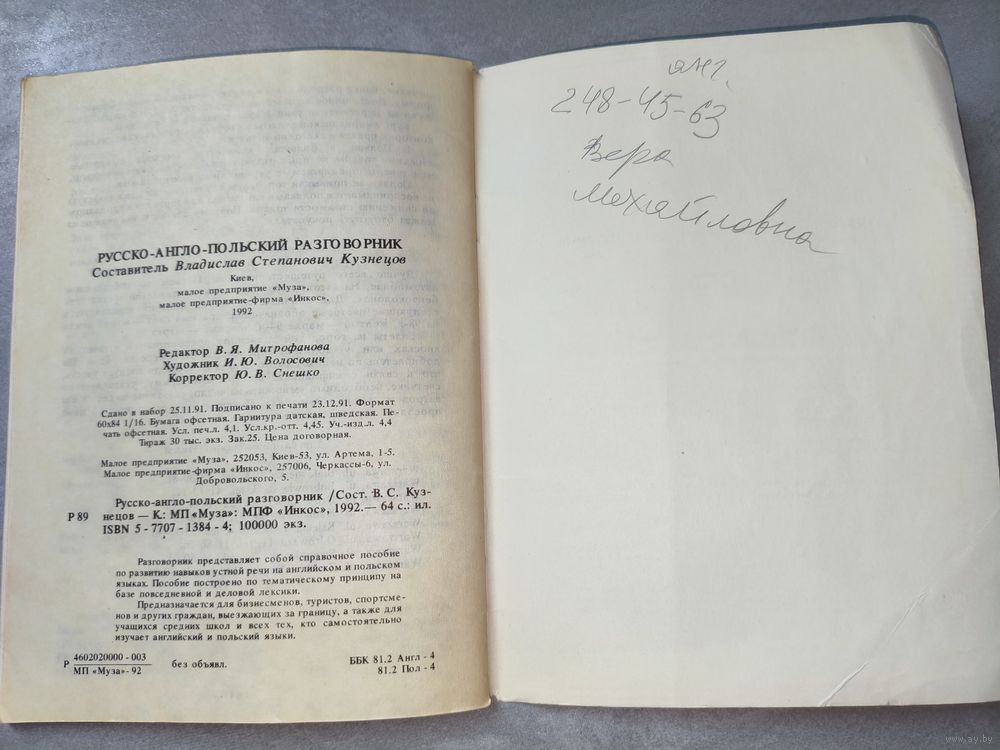 РУССКО-АНГЛО-ПОЛЬСКИЙ РАЗГОВОРНИК
Составитель Владислав Степанович Кузнецов
Киев,
малое предприятие «Муза»,
малое предприятие-фирма «Инкос»,
1992
Редактор В. Я. Митрофанова
Художник И. Ю. Волосович
Корректор Ю. В. Снешко
Сдано в набор 25.11.91. Подписано к печати 23.12.91. Формат
60х84 1/16. Бумага офсетная. Гарнитура датская, шведская. Пе-
чать офсетная. Усл. печ.л. 4,1. Усл.кр.-отт. 4,45. Уч.-изд.л. 4,4
Тираж 30 тыс. экз. Зак.25. Цена договорная.
Малое предприятие «Муза», 252053, Киев-53, ул. Артема, 1-5.
Малое предприятие-фирма «Инкос», 257006, Черкассы-6, ул.
Добровольского, 5.
Русско-англо-польский разговорник /Сост. В. С. Куз-
Р 89 нецов — К.: МП «Муза»: МПФ «Инкос», 1992.— 64 с.: ил.
ISBN 5-7707-1384-4; 100000 экз.
Разговорник представляет собой справочное пособие
по развитию навыков устной речи на английском и польском
языках. Пособие построено по тематическому принципу на
базе повседневной и деловой лексики.
Предназначается для бизнесменов, туристов, спортсме-
нов и других граждан, выезжающих за границу, а также для
учащихся средних школ и всех тех, кто самостоятельно
изучает английский и польский языки.
Р 4602020000-003
МП «Муза»-92
без объявл.
ББК 81.2 Англ-4
81.2 Пол-4
янг.
248-45-63
Вера
Михайловна
www.ay.by